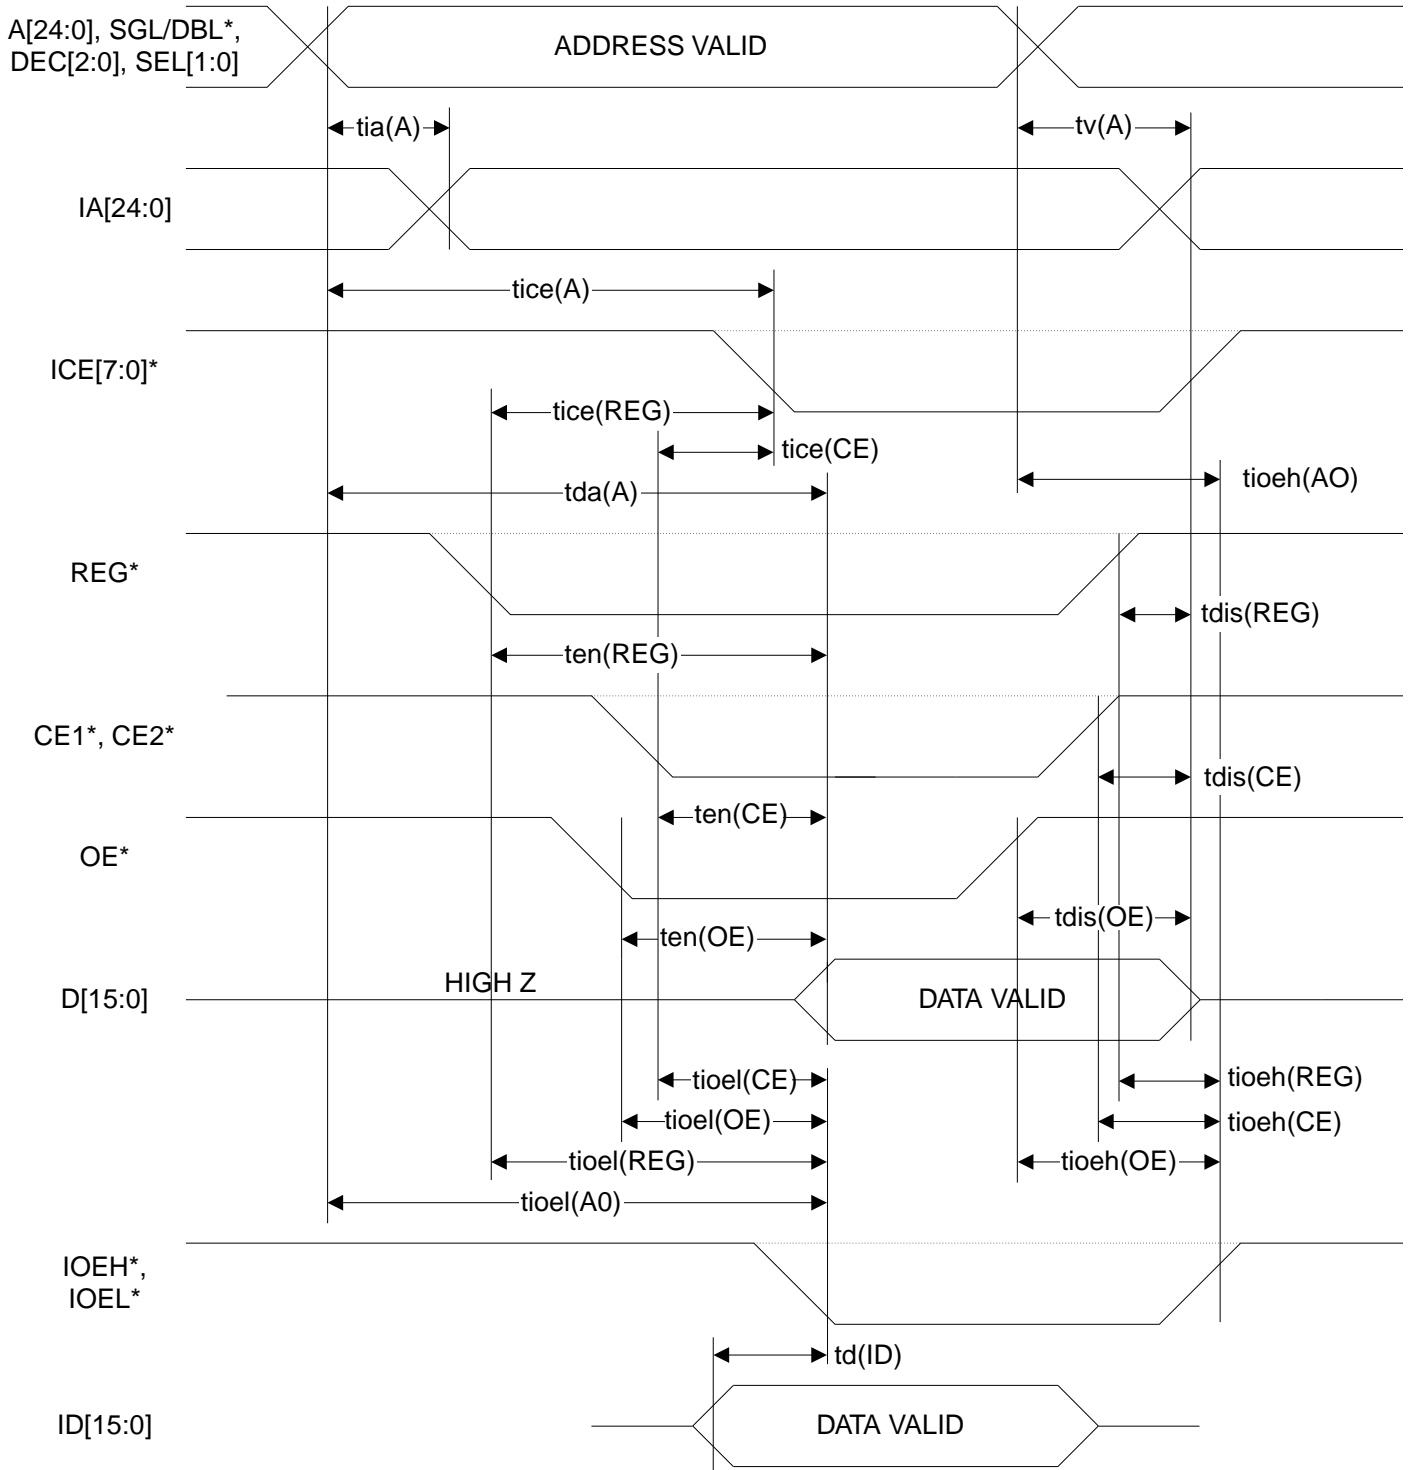 A[24:0], SGL/DBL*,
DEC[2:0], SEL[1:0]
ADDRESS VALID
tia(A)
tv(A)
IA[24:0]
tice(A)
ICE[7:0]*
tice(REG)
tice(CE)
tda(A)
tioeh(AO)
REG*
tdis(REG)
ten(REG)
CE1*, CE2*
tdis(CE)
ten(CE)
OE*
tdis(OE)
ten(OE)
HIGH Z
D[15:0]
DATA VALID
tioel(CE)
tioeh(REG)
tioel(OE)
tioeh(CE)
tioel(REG)
tioeh(OE)
tioel(A0)
IOEH*,
IOEL*
td(ID)
ID[15:0]
DATA VALID